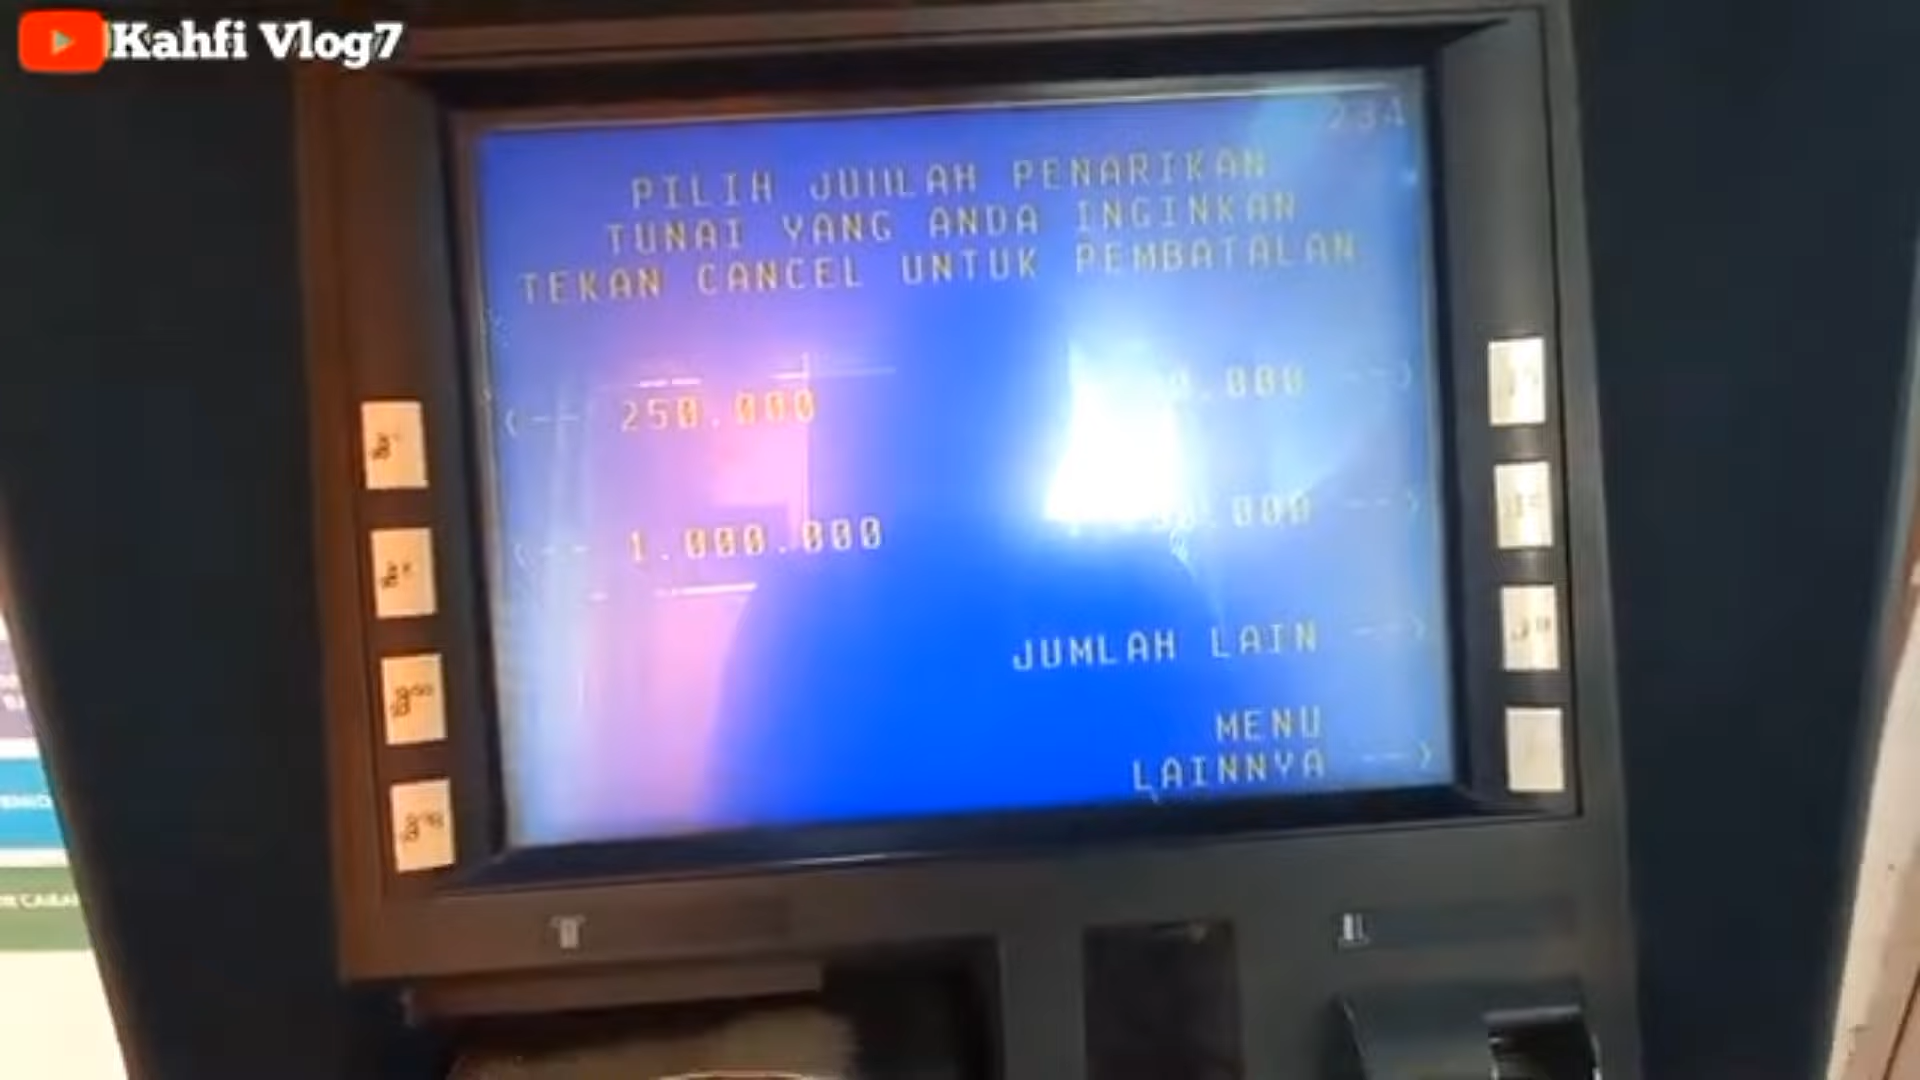 Kahfi Vlog7
234
PILIH JUMLAH PENARIKAN
TUNAI YANG ANDA INGINKAN
TEKAN CANCEL UNTUK PEMBATALAN
<-- 250.000
-->
<-- 1.000.000
-->
JUMLAH LAIN -->
MENU
LAINNYA -->